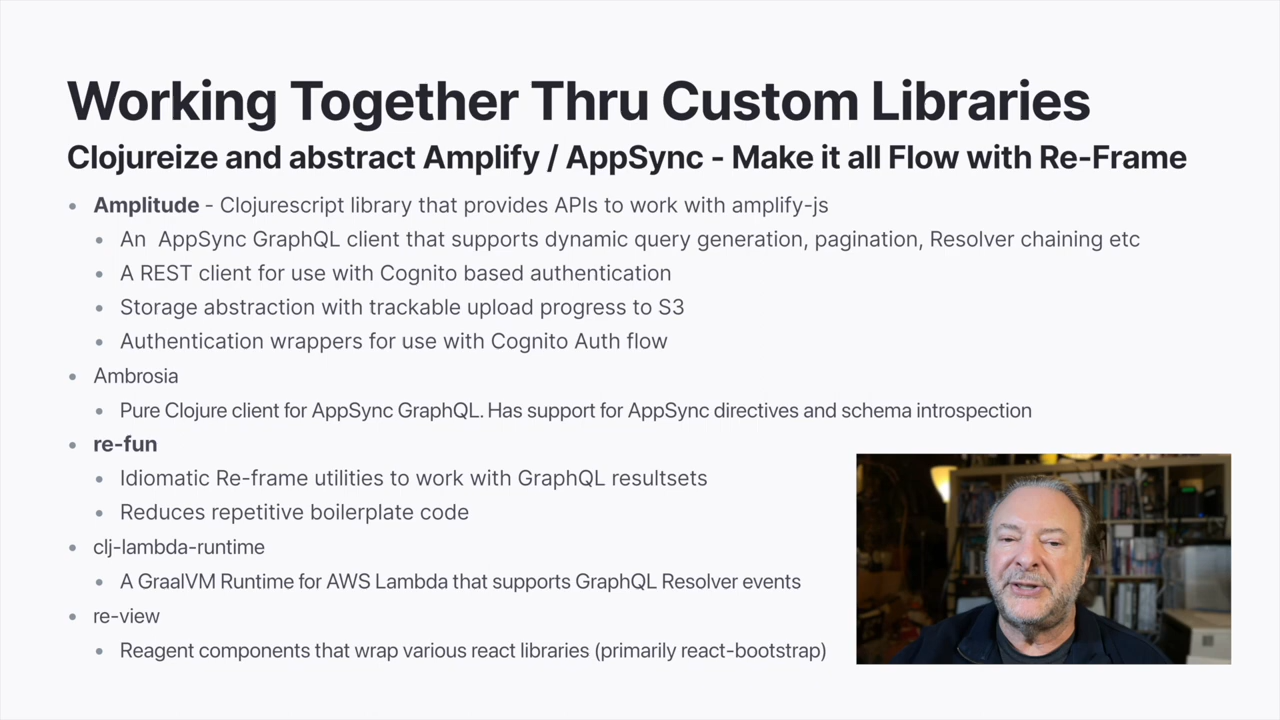 Working Together Thru Custom Libraries
Clojureize and abstract Amplify / AppSync - Make it all Flow with Re-Frame
• Amplitude - Clojurescript library that provides APIs to work with amplify-js
• An AppSync GraphQL client that supports dynamic query generation, pagination, Resolver chaining etc
• A REST client for use with Cognito based authentication
• Storage abstraction with trackable upload progress to S3
• Authentication wrappers for use with Cognito Auth flow
• Ambrosia
• Pure Clojure client for AppSync GraphQL. Has support for AppSync directives and schema introspection
• re-fun
• Idiomatic Re-frame utilities to work with GraphQL resultsets
• Reduces repetitive boilerplate code
• clj-lambda-runtime
• A GraalVM Runtime for AWS Lambda that supports GraphQL Resolver events
• re-view
• Reagent components that wrap various react libraries (primarily react-bootstrap)